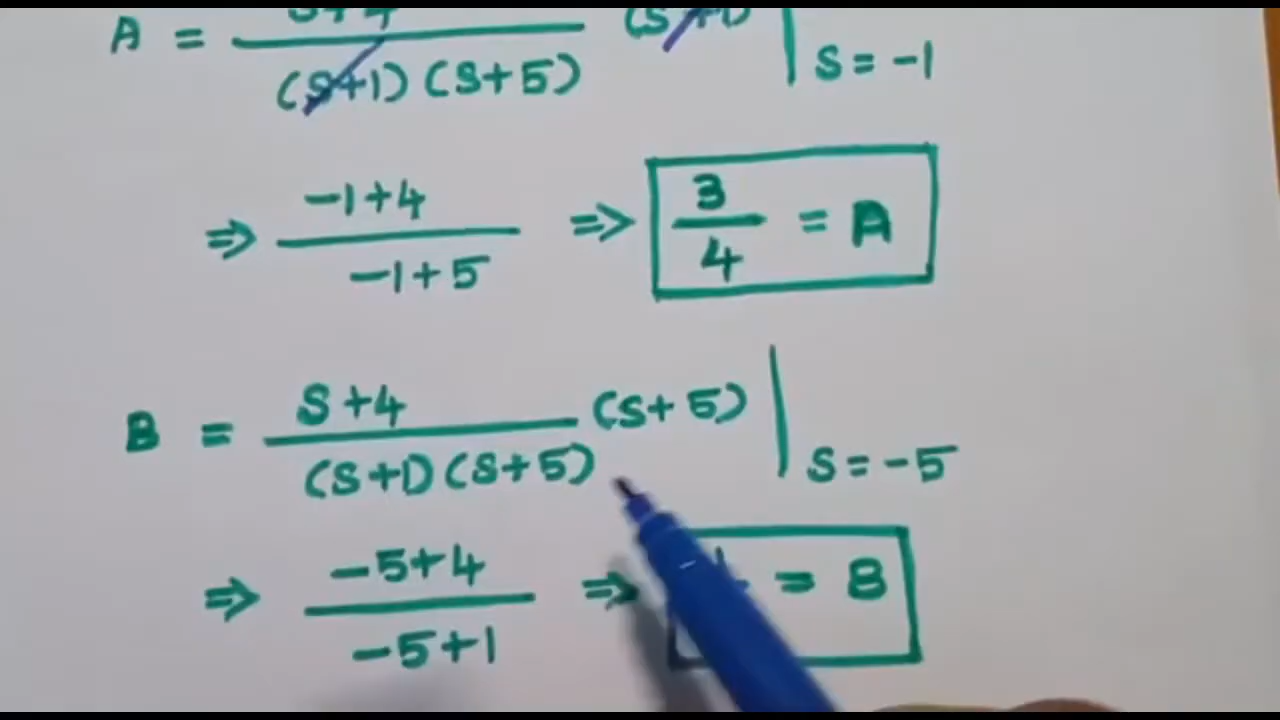 A = S+4 / (S+1) (S+5) (S+1) | S = -1
⇒ -1+4 / -1+5 ⇒ 3/4 = A
B = S+4 / (S+1) (S+5) (S+5) | S = -5
⇒ -5+4 / -5+1 ⇒ = B